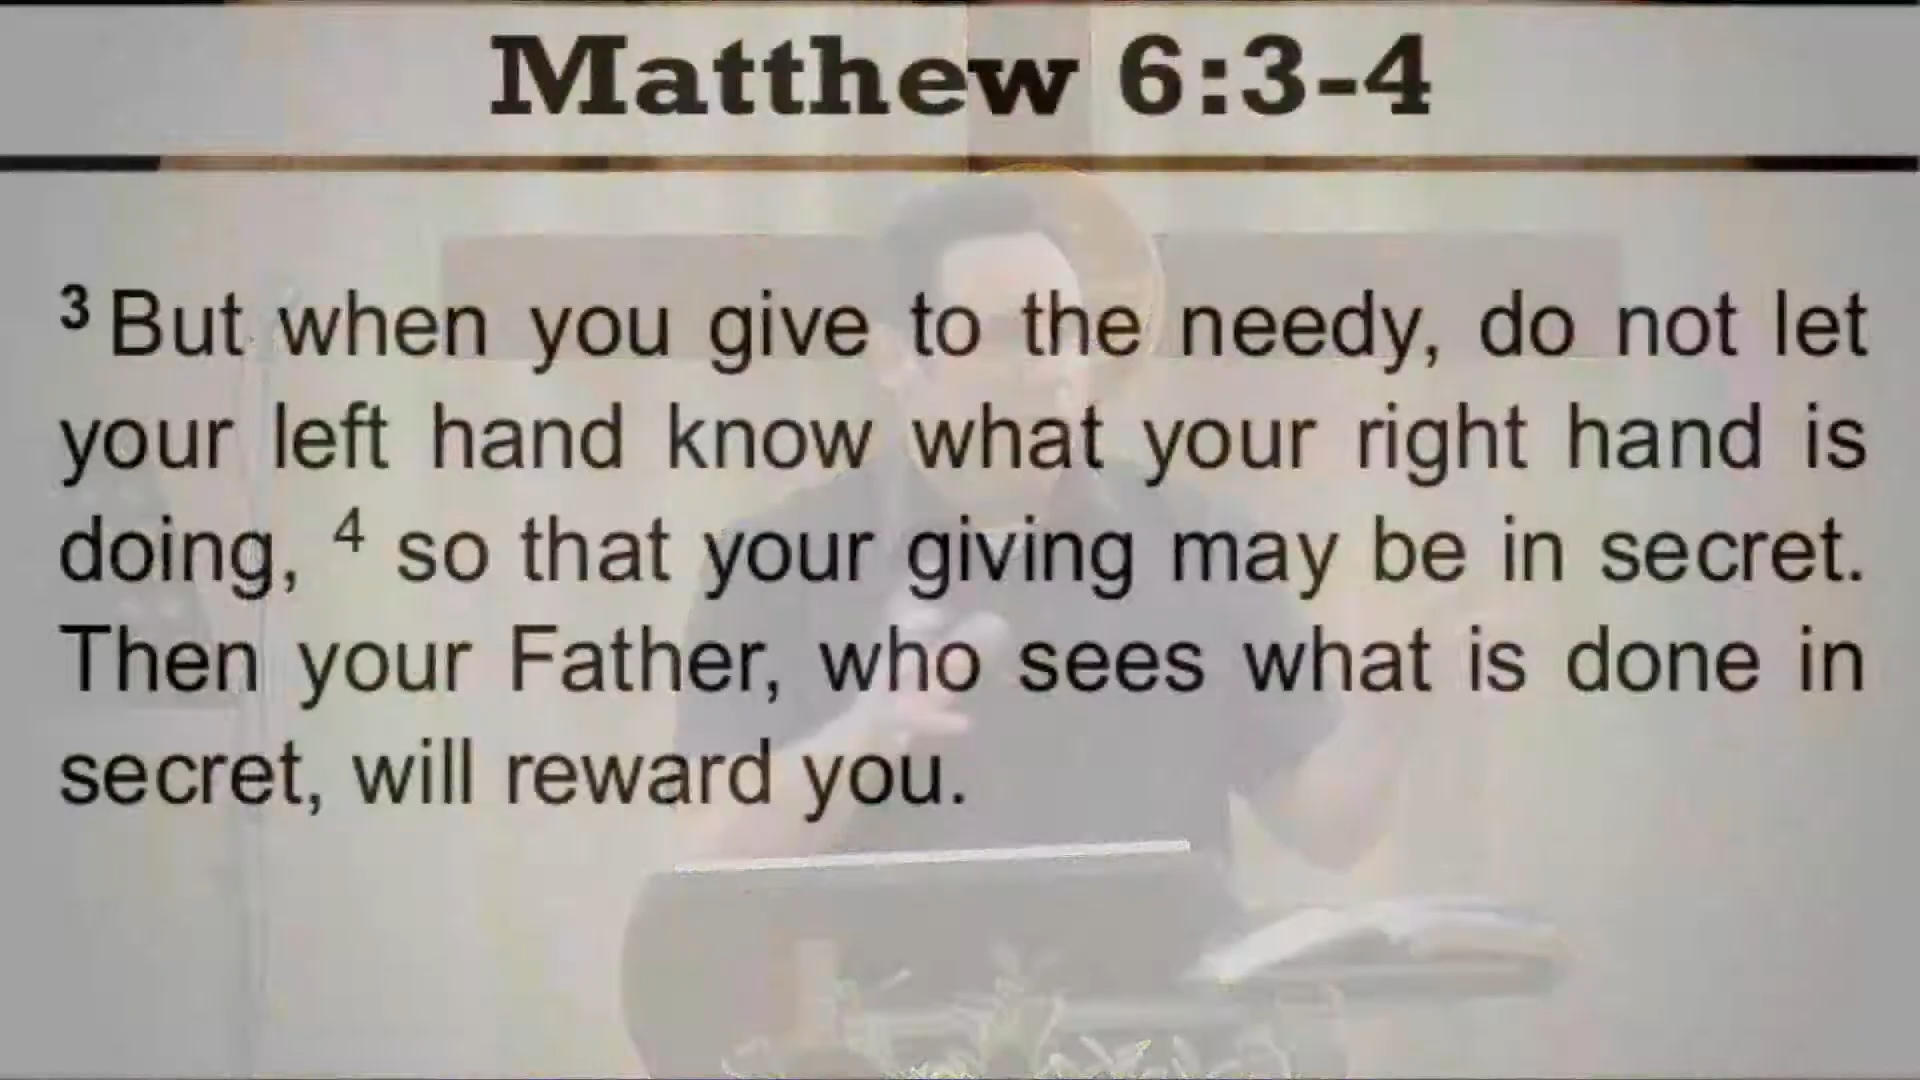 Matthew 6:3-4
3 But when you give to the needy, do not let
your left hand know what your right hand is
doing, 4 so that your giving may be in secret.
Then your Father, who sees what is done in
secret, will reward you.